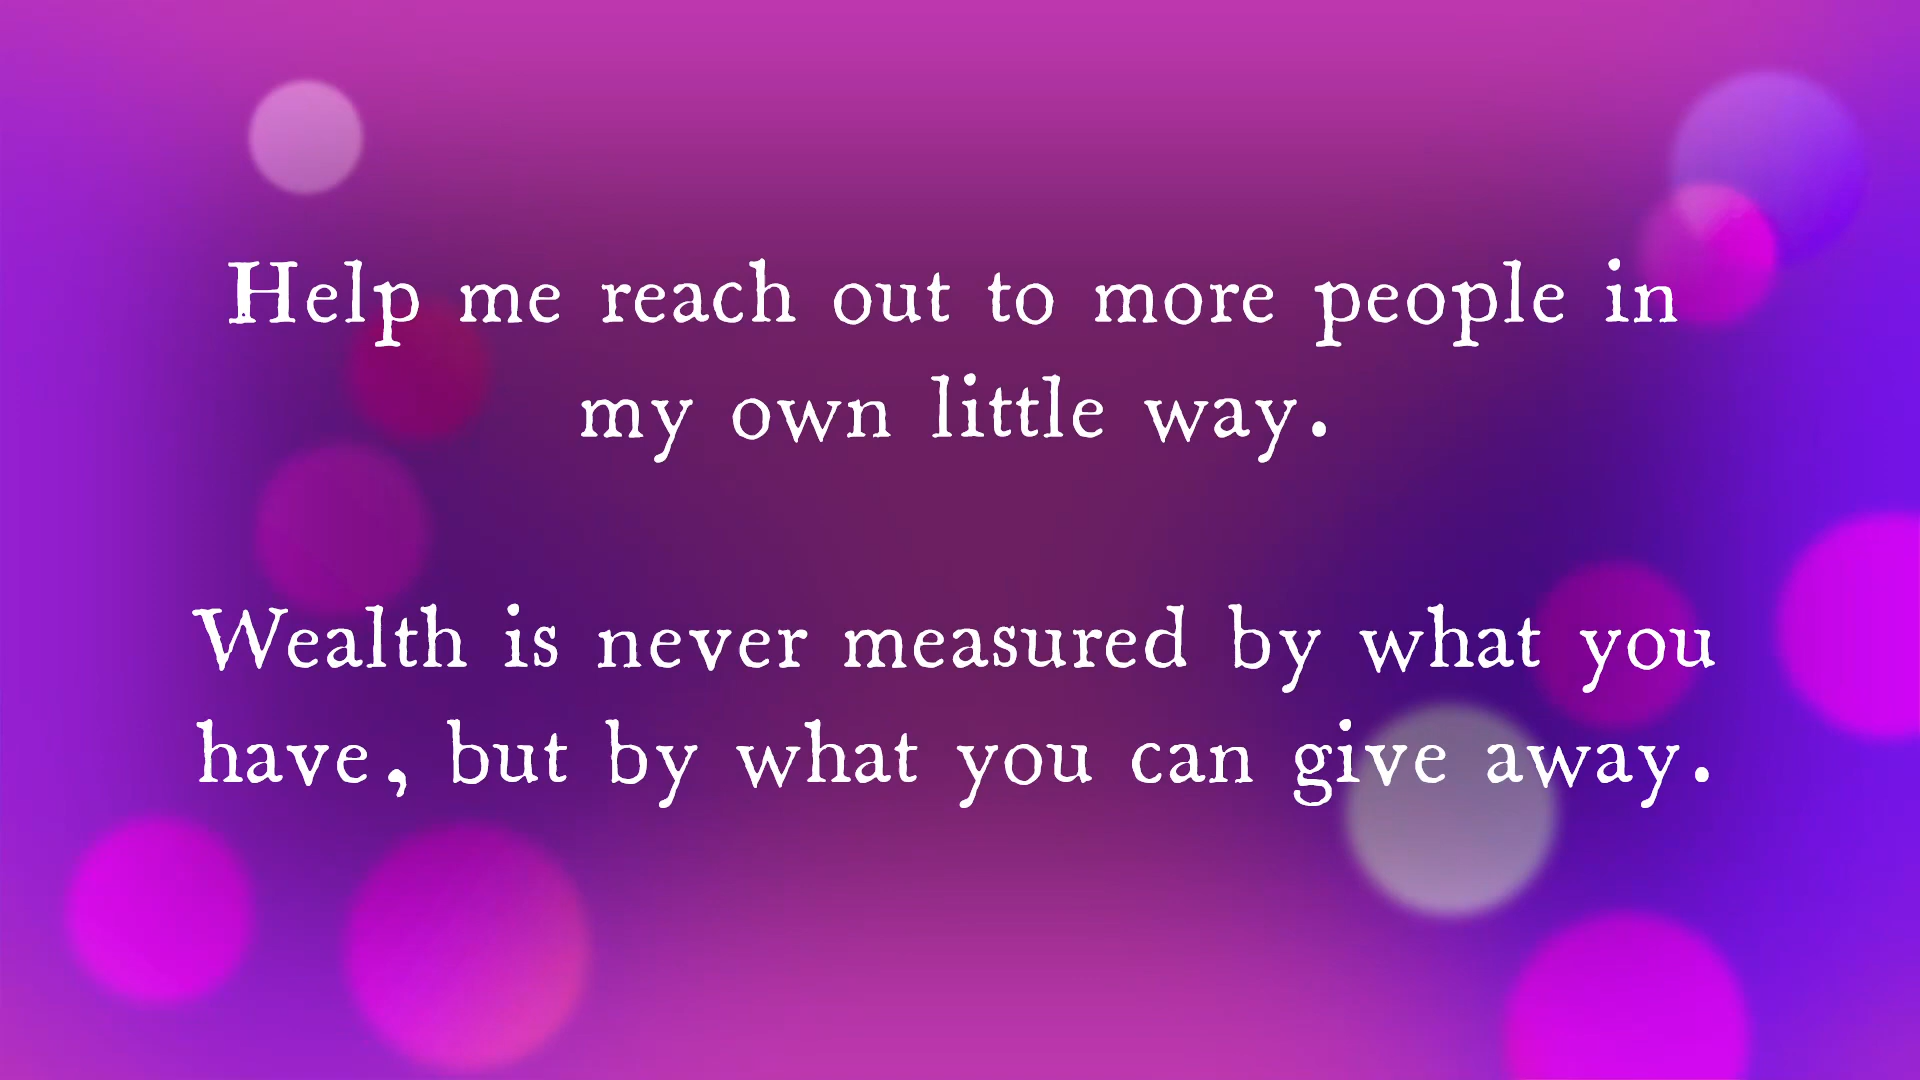 Help me reach out to more people in
my own little way.
Wealth is never measured by what you
have, but by what you can give away.